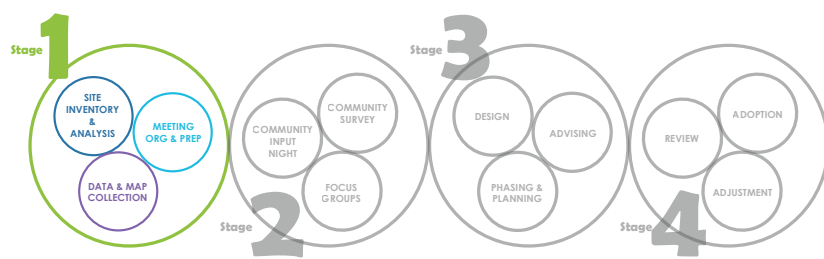 Stage 1
SITE
INVENTORY
&
ANALYSIS
MEETING
ORG & PREP
DATA & MAP
COLLECTION
Stage 2
COMMUNITY
INPUT
NIGHT
COMMUNITY
SURVEY
FOCUS
GROUPS
Stage 3
DESIGN
ADVISING
PHASING &
PLANNING
Stage 4
REVIEW
ADOPTION
ADJUSTMENT